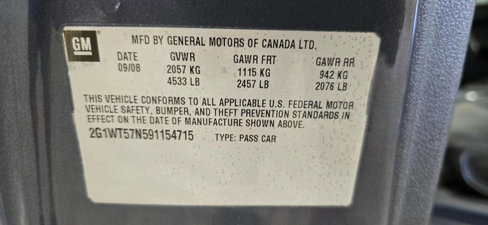 GM
MFD BY GENERAL MOTORS OF CANADA LTD.
DATE GVWR GAWR FRT GAWR RR
09/08 2057 KG 1115 KG 942 KG
4533 LB 2457 LB 2076 LB
THIS VEHICLE CONFORMS TO ALL APPLICABLE U.S. FEDERAL MOTOR
VEHICLE SAFETY, BUMPER, AND THEFT PREVENTION STANDARDS IN
EFFECT ON THE DATE OF MANUFACTURE SHOWN ABOVE.
2G1WT57N591154715 TYPE: PASS CAR